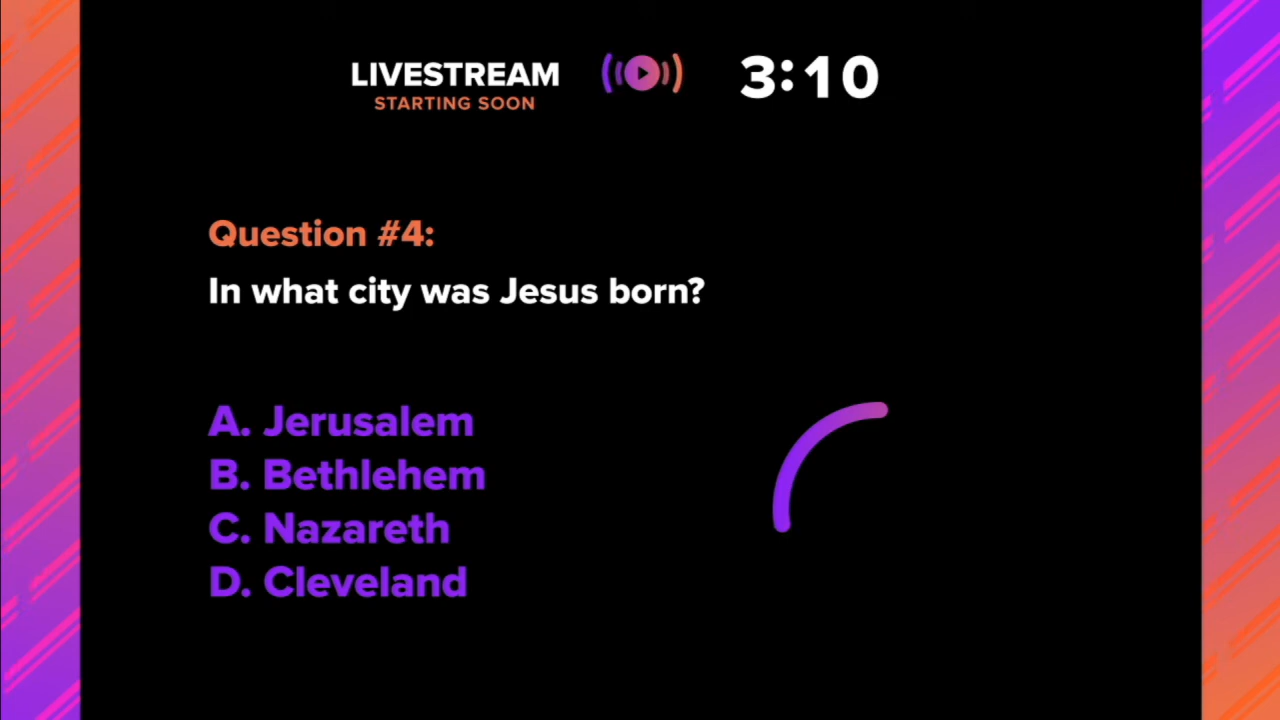 LIVESTREAM
STARTING SOON
3:10
Question #4:
In what city was Jesus born?
A. Jerusalem
B. Bethlehem
C. Nazareth
D. Cleveland